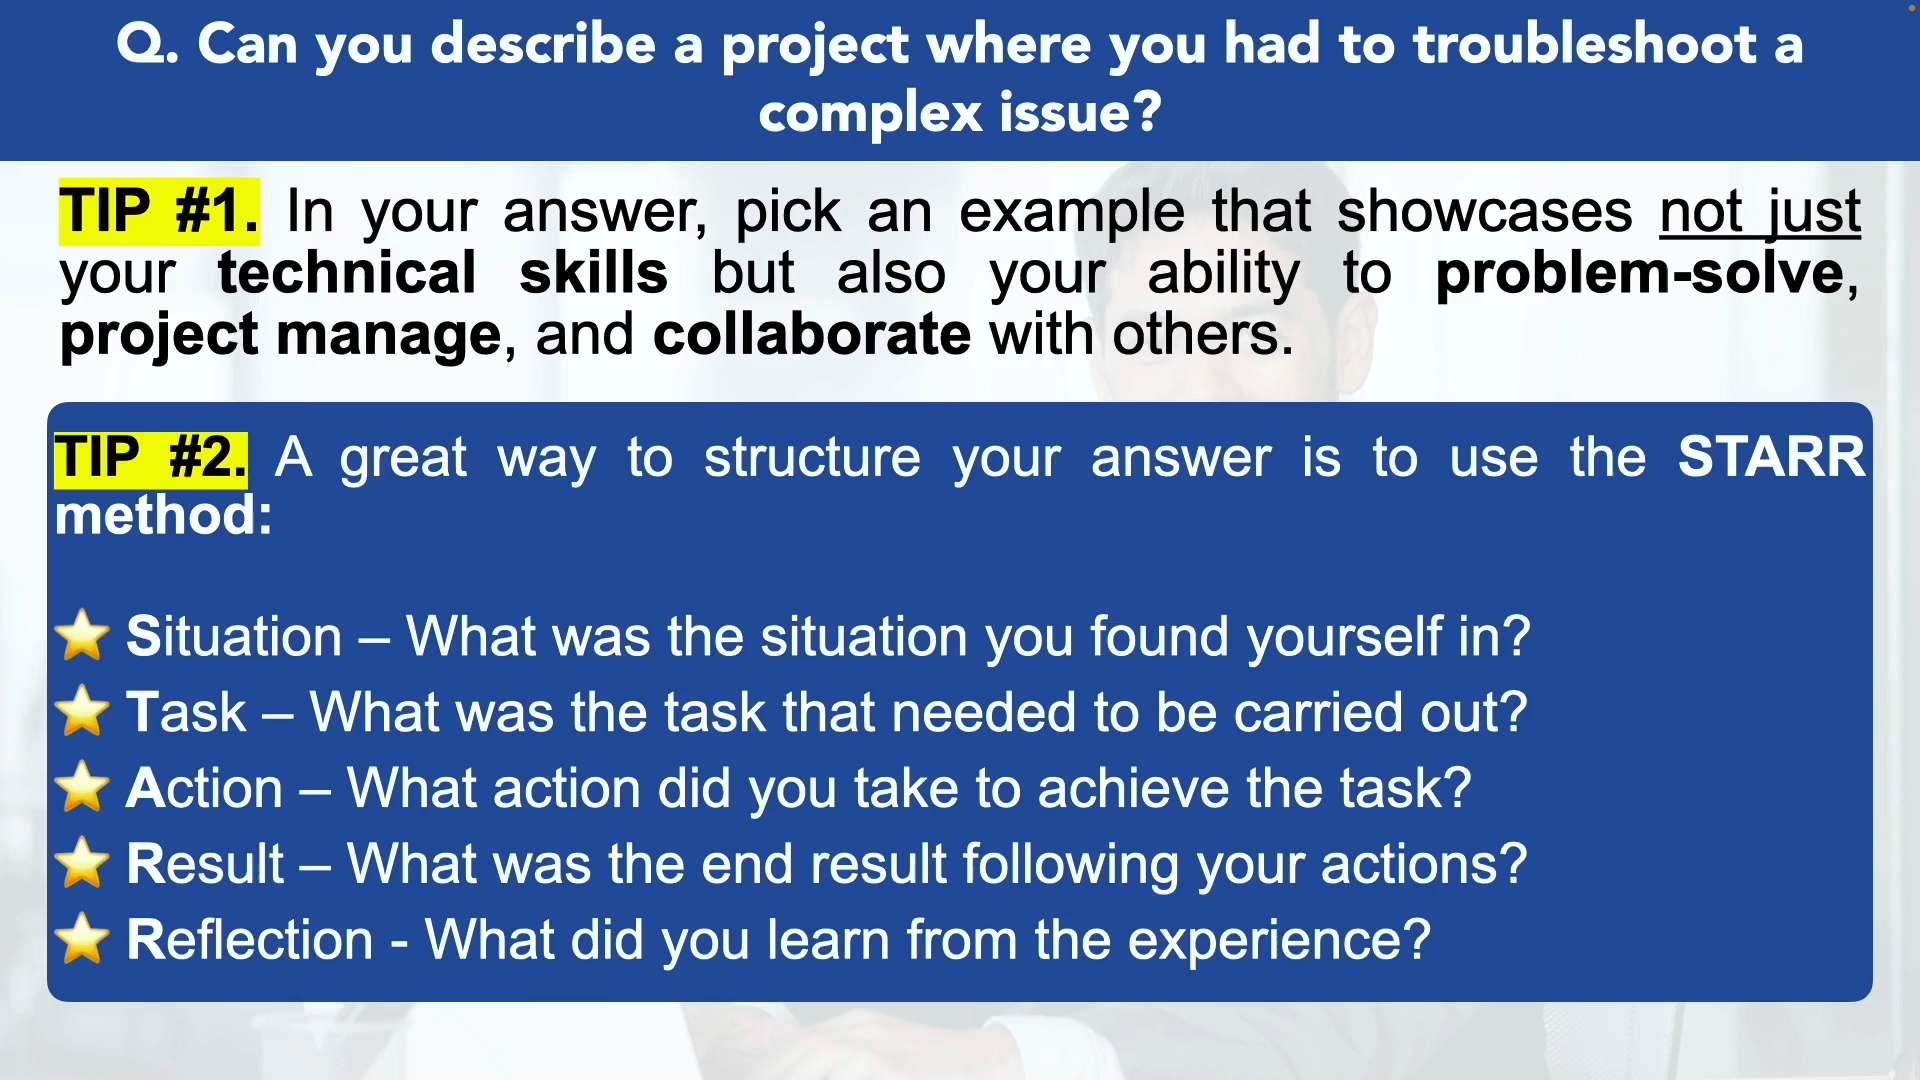 Q. Can you describe a project where you had to troubleshoot a
complex issue?
TIP #1. In your answer, pick an example that showcases not just
your technical skills but also your ability to problem-solve,
project manage, and collaborate with others.
TIP #2. A great way to structure your answer is to use the STARR
method:
Situation – What was the situation you found yourself in?
Task – What was the task that needed to be carried out?
Action – What action did you take to achieve the task?
Result – What was the end result following your actions?
Reflection - What did you learn from the experience?